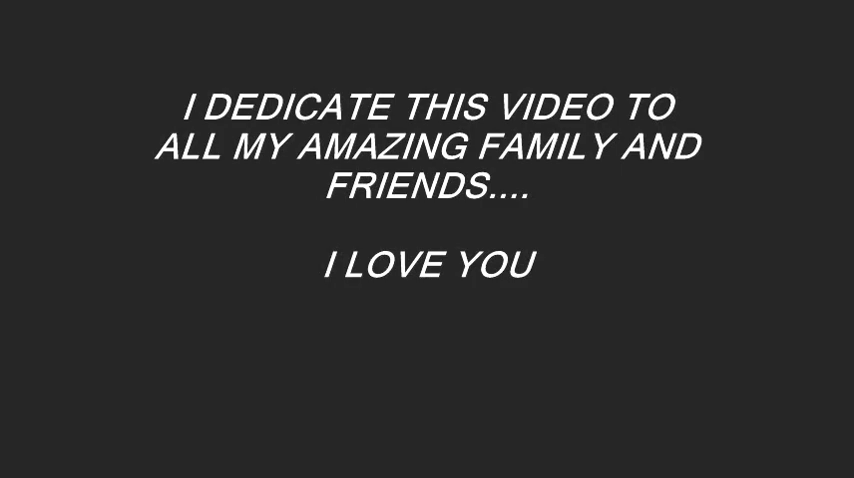 I DEDICATE THIS VIDEO TO
ALL MY AMAZING FAMILY AND
FRIENDS....
I LOVE YOU